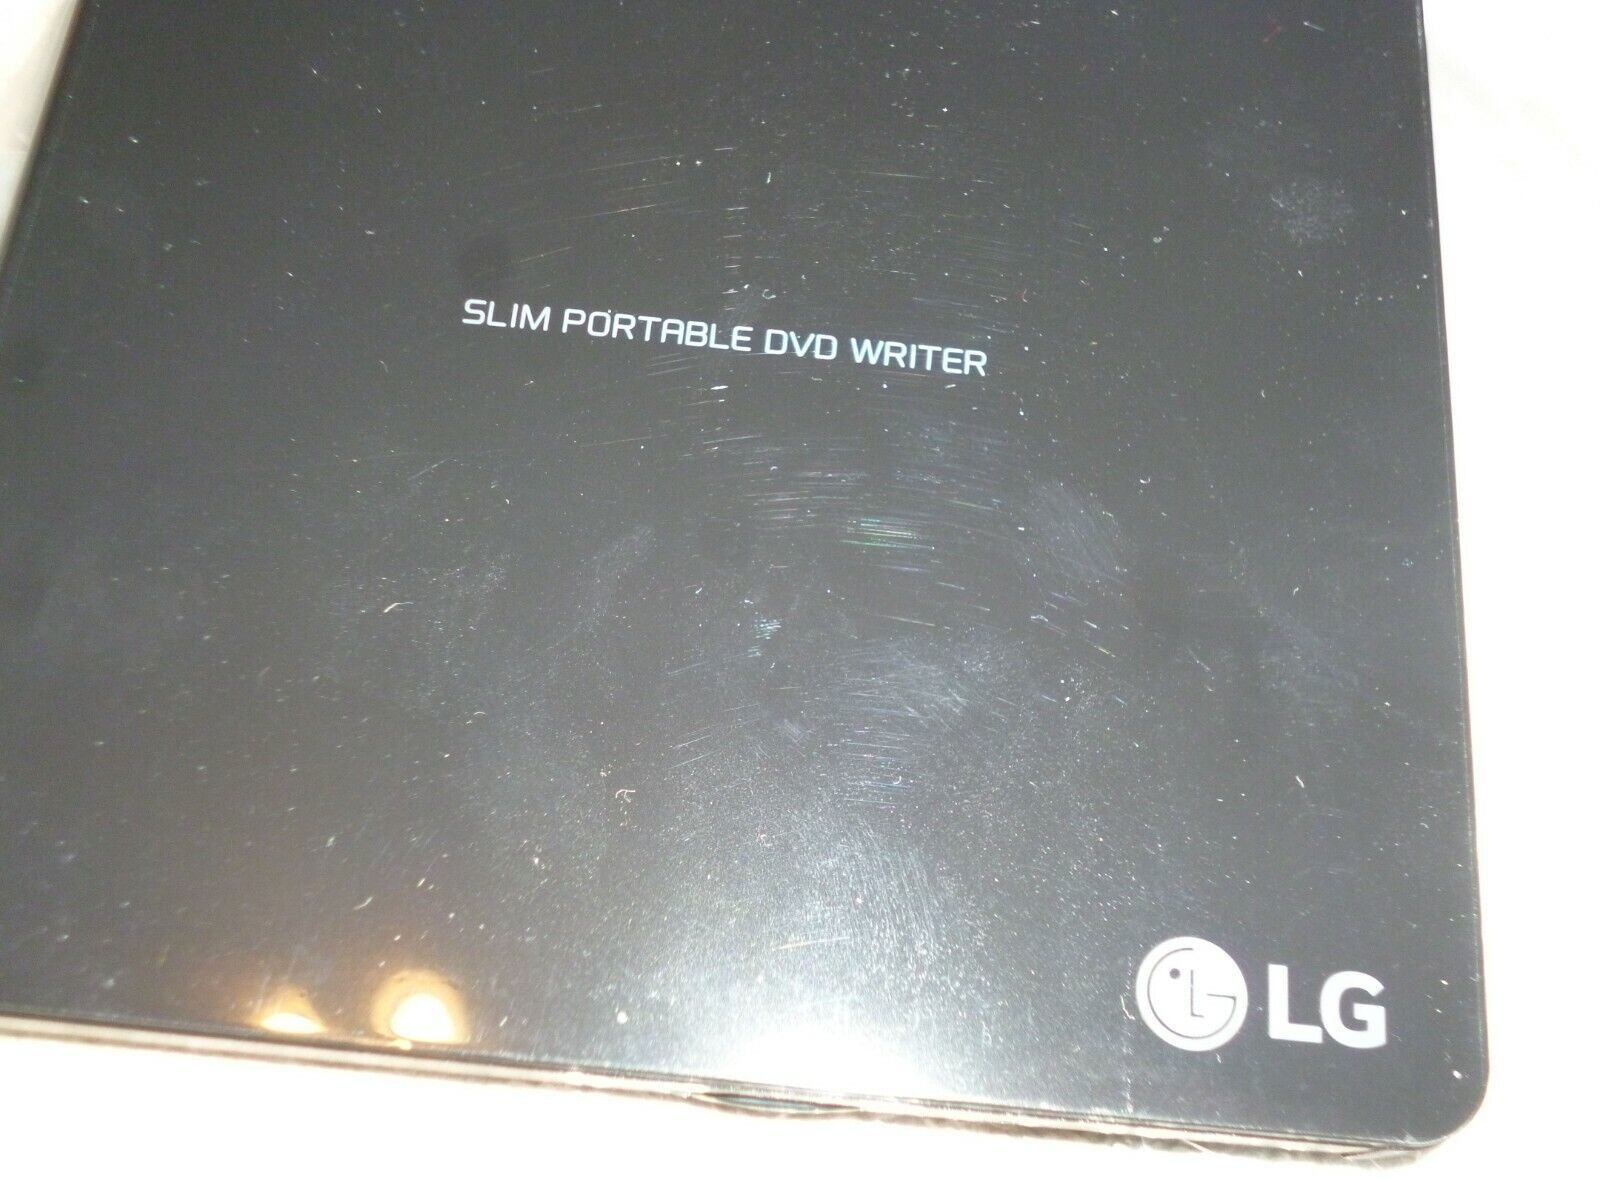 SLIM PORTABLE DVD WRITER
LG